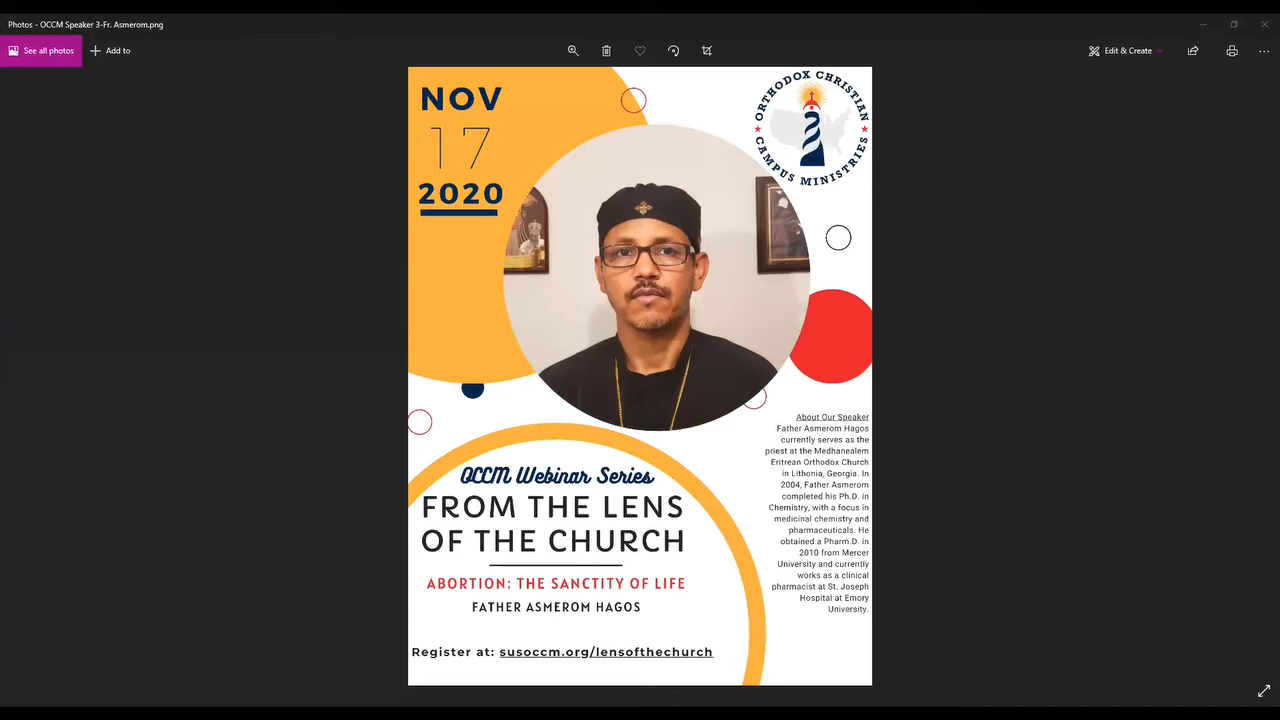 Photos - OCCM Speaker 3-Fr. Asmerom.png
See all photos
Add to
Edit & Create
NOV
17
2020
ORTHODOX CHRISTIAN
CAMPUS MINISTRIES
About Our Speaker
Father Asmerom Hagos
currently serves as the
priest at the Medhanealem
Eritrean Orthodox Church
in Lithonia, Georgia. In
2004, Father Asmerom
completed his Ph.D. in
Chemistry, with a focus in
medicinal chemistry and
pharmaceuticals. He
obtained a Pharm.D. in
2010 from Mercer
University and currently
works as a clinical
pharmacist at St. Joseph
Hospital at Emory
University.
OCCM Webinar Series
FROM THE LENS
OF THE CHURCH
ABORTION: THE SANCTITY OF LIFE
FATHER ASMEROM HAGOS
Register at: susoccm.org/lensofthechurch